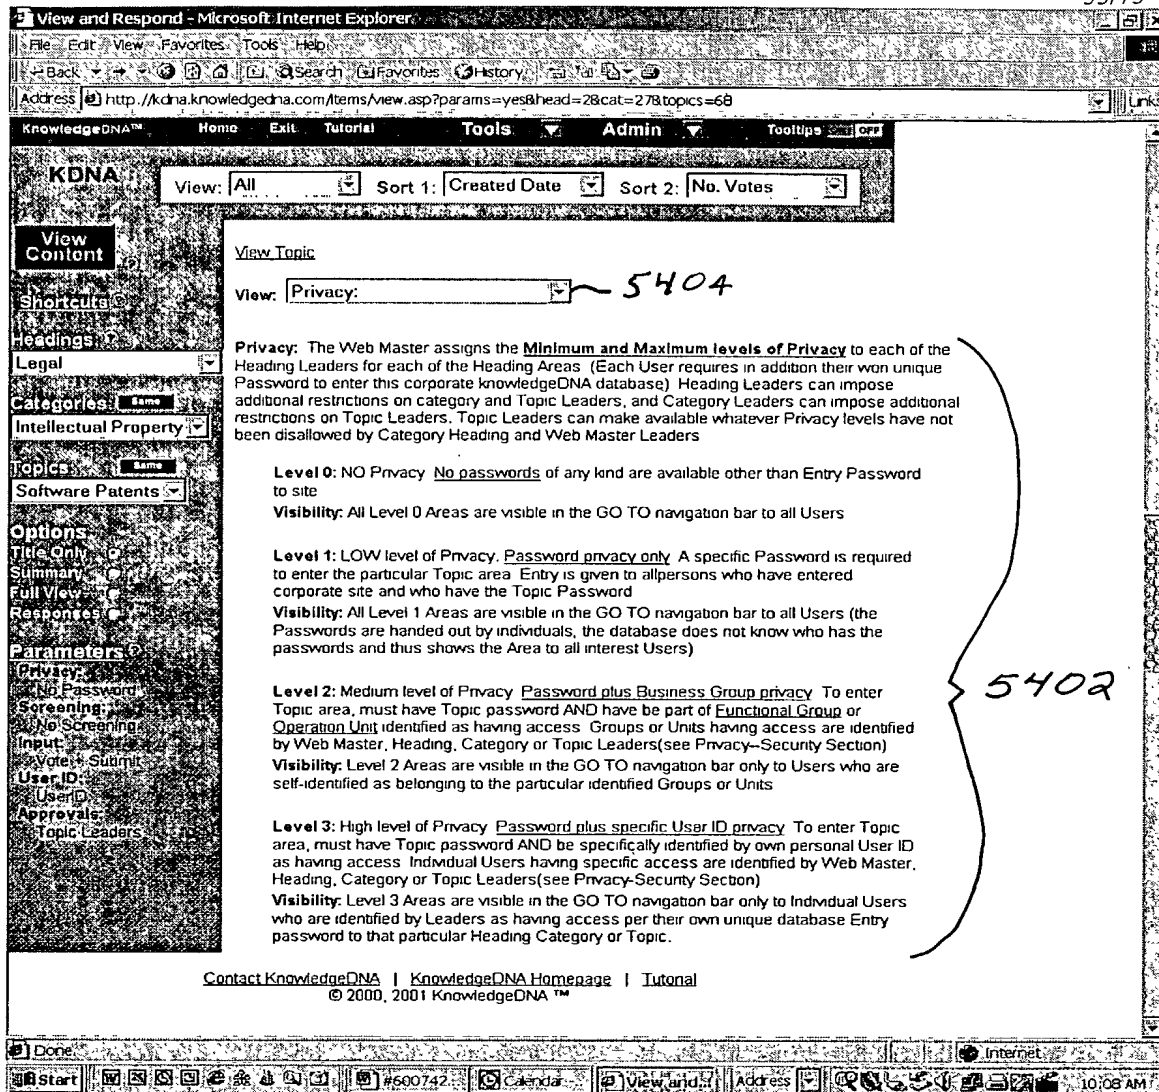 View and Respond - Microsoft Internet Explorer
File Edit View Favorites Tools Help
Back Search Favorites History
Address http://kdna.knowledgedna.com/items/view.asp?params=yes&head=2&cat=27&topics=68 Links
KnowledgeDNA™ Home Exit Tutorial Tools Admin Tooltips OFF
KDNA
View: All Sort 1: Created Date Sort 2: No. Votes
View Content
View Topic
View: Privacy: 5404
Shortcuts
Headings
Legal
Categories: Same
Intellectual Property
Topics Same
Software Patents
Options
Title Only
Summary
Full View
Responses
Parameters
Privacy:
No Password
Screening:
No Screening
Input:
Vote + Submit
User ID:
UserID
Approvals:
Topic Leaders
Privacy: The Web Master assigns the Minimum and Maximum levels of Privacy to each of the
Heading Leaders for each of the Heading Areas (Each User requires in addition their won unique
Password to enter this corporate knowledgeDNA database) Heading Leaders can impose
additional restrictions on category and Topic Leaders, and Category Leaders can impose additional
restrictions on Topic Leaders. Topic Leaders can make available whatever Privacy levels have not
been disallowed by Category Heading and Web Master Leaders
Level 0: NO Privacy No passwords of any kind are available other than Entry Password
to site
Visibility: All Level 0 Areas are visible in the GO TO navigation bar to all Users
Level 1: LOW level of Privacy. Password privacy only A specific Password is required
to enter the particular Topic area Entry is given to allpersons who have entered
corporate site and who have the Topic Password
Visibility: All Level 1 Areas are visible in the GO TO navigation bar to all Users (the
Passwords are handed out by individuals, the database does not know who has the
passwords and thus shows the Area to all interest Users)
Level 2: Medium level of Privacy Password plus Business Group privacy To enter
Topic area, must have Topic password AND have be part of Functional Group or
Operation Unit identified as having access Groups or Units having access are identified
by Web Master, Heading, Category or Topic Leaders(see Privacy--Security Section)
Visibility: Level 2 Areas are visible in the GO TO navigation bar only to Users who are
self-identified as belonging to the particular identified Groups or Units
Level 3: High level of Privacy Password plus specific User ID privacy To enter Topic
area, must have Topic password AND be specifically identified by own personal User ID
as having access Individual Users having specific access are identified by Web Master,
Heading, Category or Topic Leaders(see Privacy-Security Section)
Visibility: Level 3 Areas are visible in the GO TO navigation bar only to Individual Users
who are identified by Leaders as having access per their own unique database Entry
password to that particular Heading Category or Topic.
5402
Contact KnowledgeDNA | KnowledgeDNA Homepage | Tutorial
© 2000, 2001 KnowledgeDNA ™
Done Internet
Start #600742... Calendar View and Address 10:08 AM